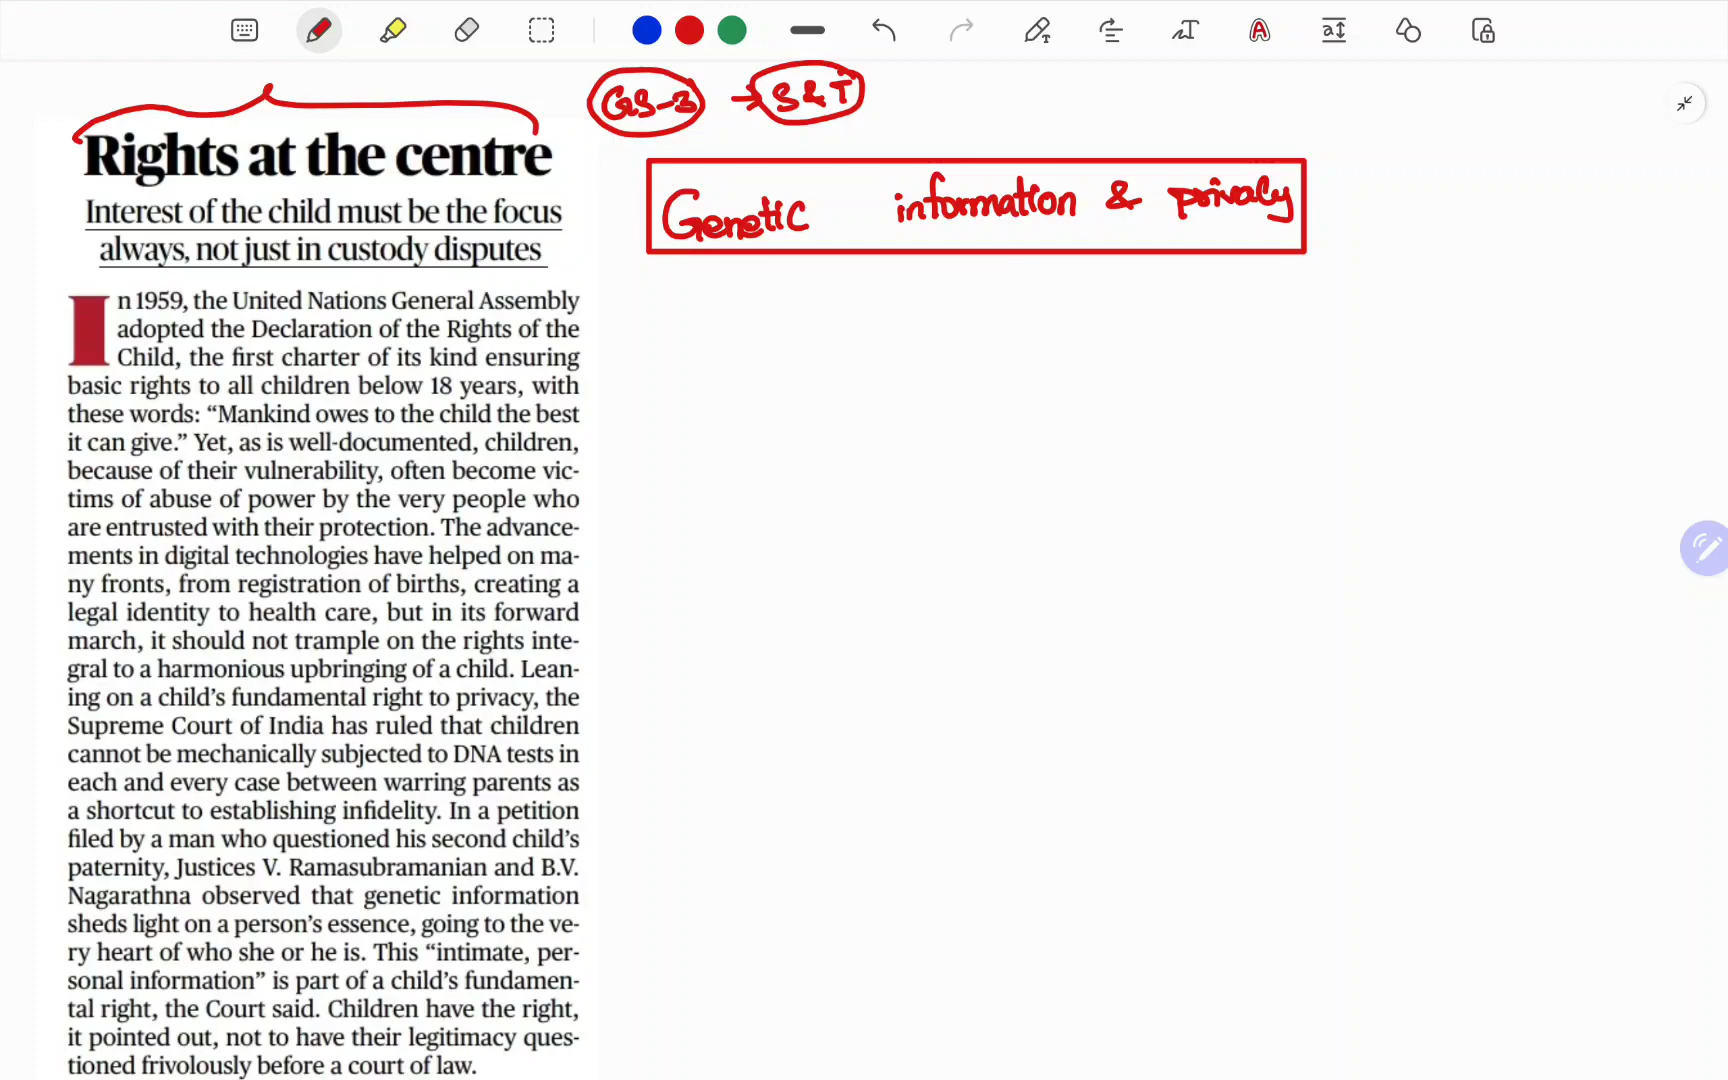 GS-3 → S & T
Rights at the centre
Genetic information & privacy
Interest of the child must be the focus
always, not just in custody disputes
In 1959, the United Nations General Assembly
adopted the Declaration of the Rights of the
Child, the first charter of its kind ensuring
basic rights to all children below 18 years, with
these words: “Mankind owes to the child the best
it can give.” Yet, as is well-documented, children,
because of their vulnerability, often become vic-
tims of abuse of power by the very people who
are entrusted with their protection. The advance-
ments in digital technologies have helped on ma-
ny fronts, from registration of births, creating a
legal identity to health care, but in its forward
march, it should not trample on the rights inte-
gral to a harmonious upbringing of a child. Lean-
ing on a child’s fundamental right to privacy, the
Supreme Court of India has ruled that children
cannot be mechanically subjected to DNA tests in
each and every case between warring parents as
a shortcut to establishing infidelity. In a petition
filed by a man who questioned his second child’s
paternity, Justices V. Ramasubramanian and B.V.
Nagarathna observed that genetic information
sheds light on a person’s essence, going to the ve-
ry heart of who she or he is. This “intimate, per-
sonal information” is part of a child’s fundamen-
tal right, the Court said. Children have the right,
it pointed out, not to have their legitimacy ques-
tioned frivolously before a court of law.